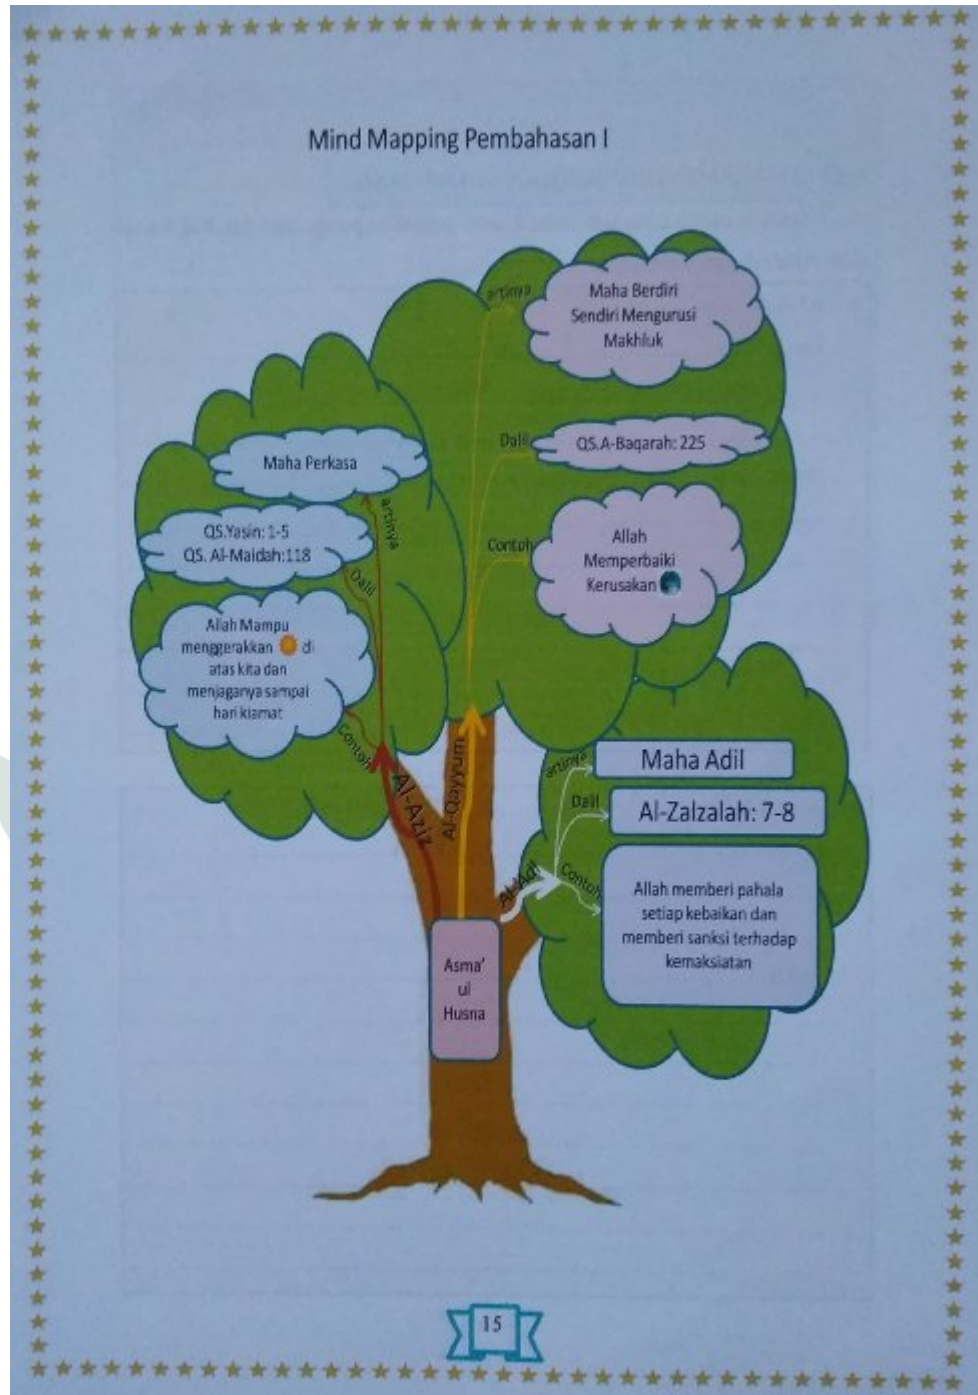 Mind Mapping Pembahasan I
artinya
Maha Berdiri
Sendiri Mengurusi
Makhluk
Dalil
QS.A-Baqarah: 225
Contoh
Allah
Memperbaiki
Kerusakan
Maha Perkasa
artinya
QS.Yasin: 1-5
QS. Al-Maidah:118
Dalil
Allah Mampu
menggerakkan di
atas kita dan
menjaganya sampai
hari kiamat
Contoh
Al-Aziz
Al-Qayyum
Al-'Adl
artinya
Maha Adil
Dalil
Al-Zalzalah: 7-8
Contoh
Allah memberi pahala
setiap kebaikan dan
memberi sanksi terhadap
kemaksiatan
Asma'
ul
Husna
15